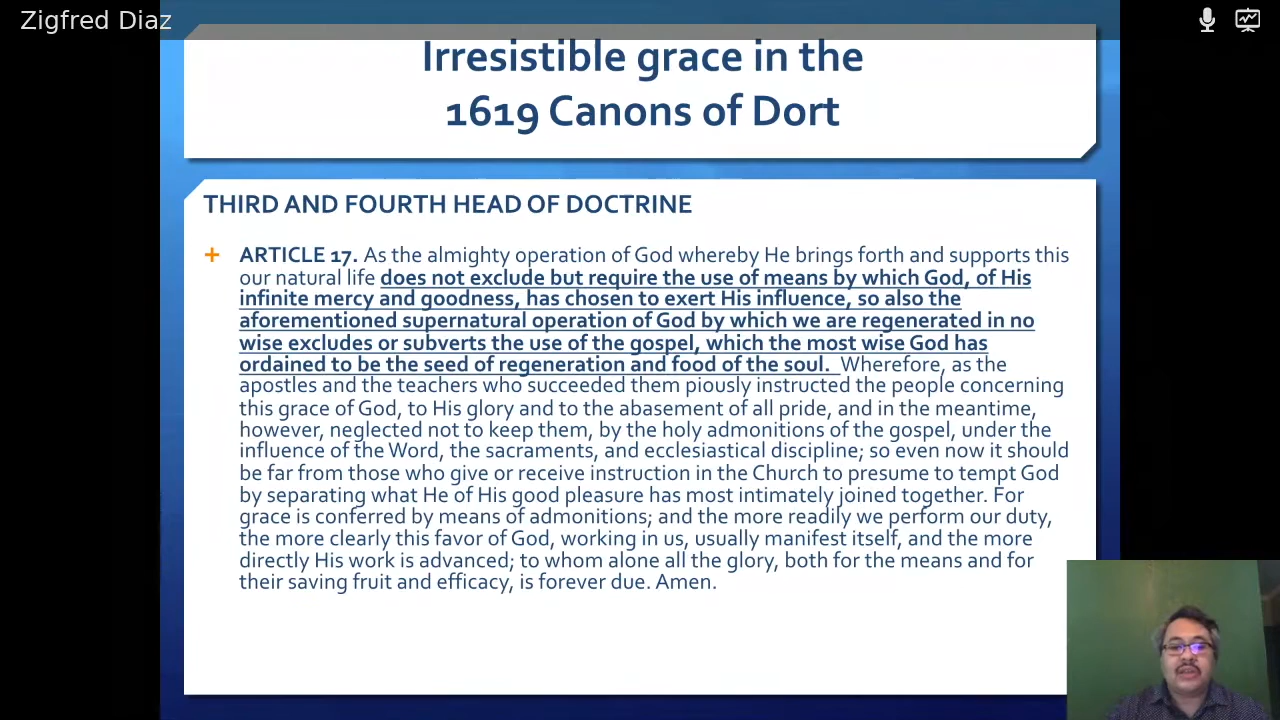 Zigfred Diaz
Irresistible grace in the
1619 Canons of Dort
THIRD AND FOURTH HEAD OF DOCTRINE
+ ARTICLE 17. As the almighty operation of God whereby He brings forth and supports this
our natural life does not exclude but require the use of means by which God, of His
infinite mercy and goodness, has chosen to exert His influence, so also the
aforementioned supernatural operation of God by which we are regenerated in no
wise excludes or subverts the use of the gospel, which the most wise God has
ordained to be the seed of regeneration and food of the soul. Wherefore, as the
apostles and the teachers who succeeded them piously instructed the people concerning
this grace of God, to His glory and to the abasement of all pride, and in the meantime,
however, neglected not to keep them, by the holy admonitions of the gospel, under the
influence of the Word, the sacraments, and ecclesiastical discipline; so even now it should
be far from those who give or receive instruction in the Church to presume to tempt God
by separating what He of His good pleasure has most intimately joined together. For
grace is conferred by means of admonitions; and the more readily we perform our duty,
the more clearly this favor of God, working in us, usually manifest itself, and the more
directly His work is advanced; to whom alone all the glory, both for the means and for
their saving fruit and efficacy, is forever due. Amen.